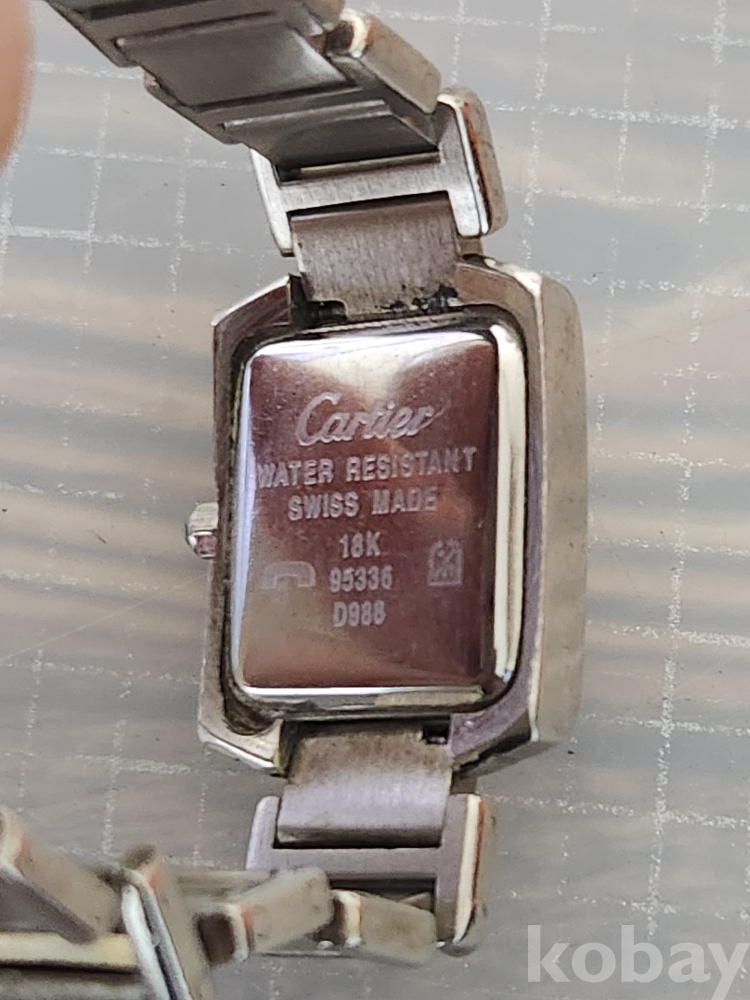 Cartier
WATER RESISTANT
SWISS MADE
18K
95336
D988
kobay